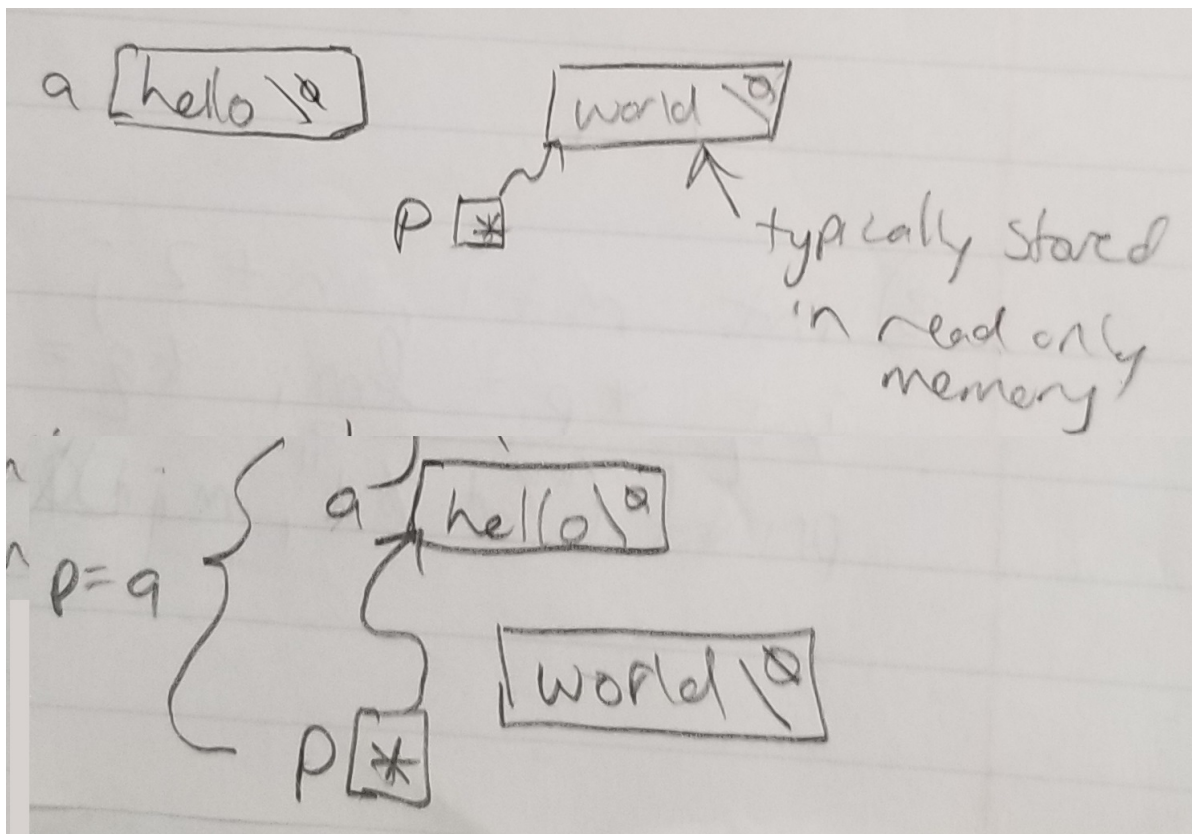 a hello \0
world \0
p *
typically stored
in read only
memory
a hello \0
p = a
world \0
p *